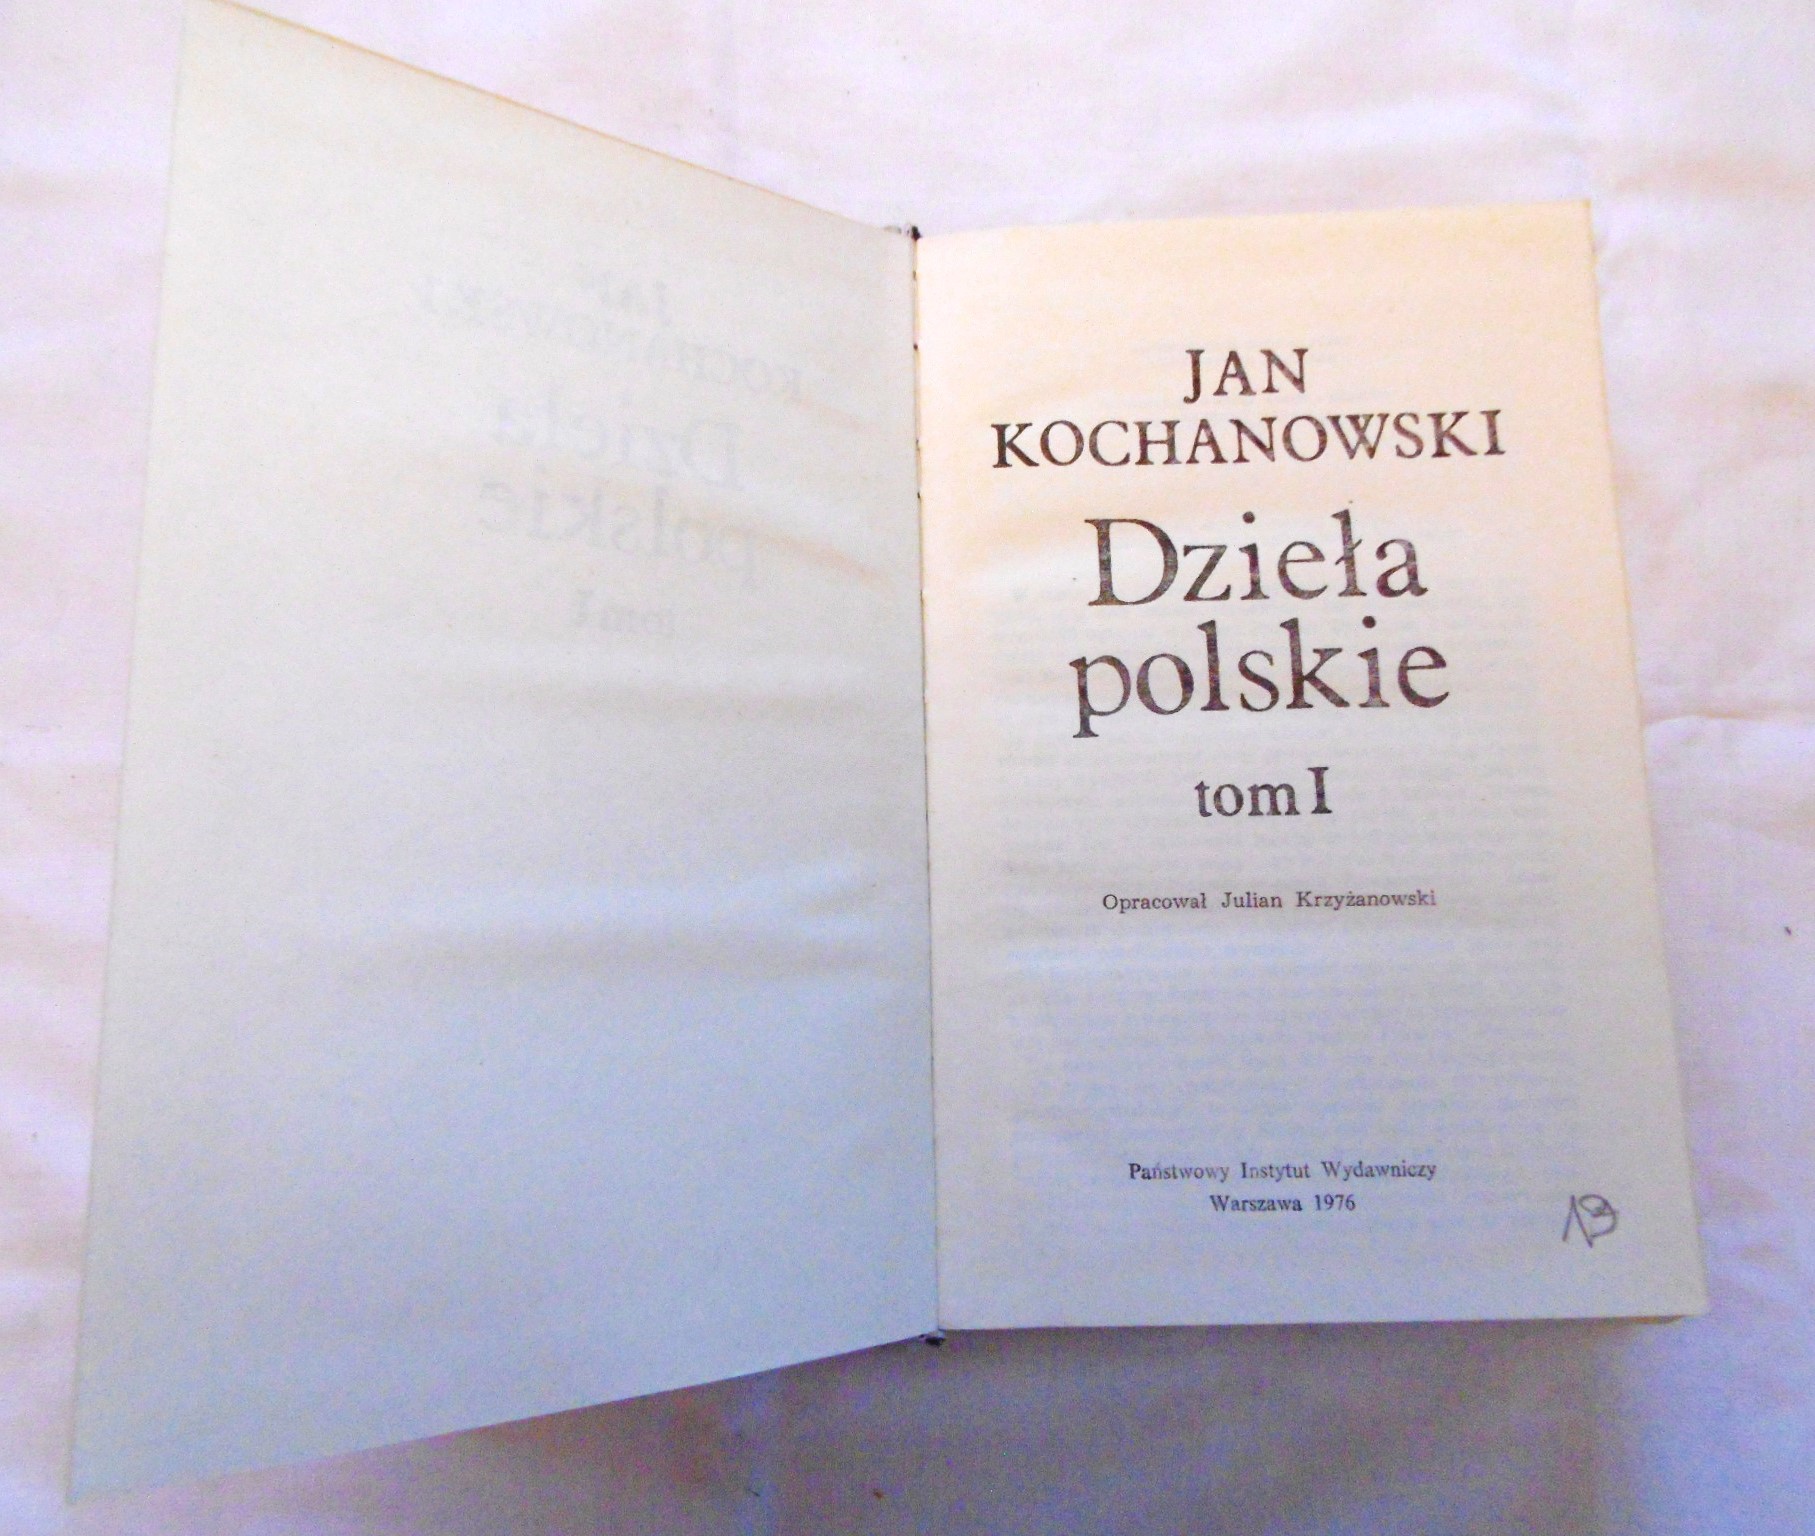 JAN
KOCHANOWSKI
Dzieła
polskie
tom I
Opracował Julian Krzyżanowski
Państwowy Instytut Wydawniczy
Warszawa 1976